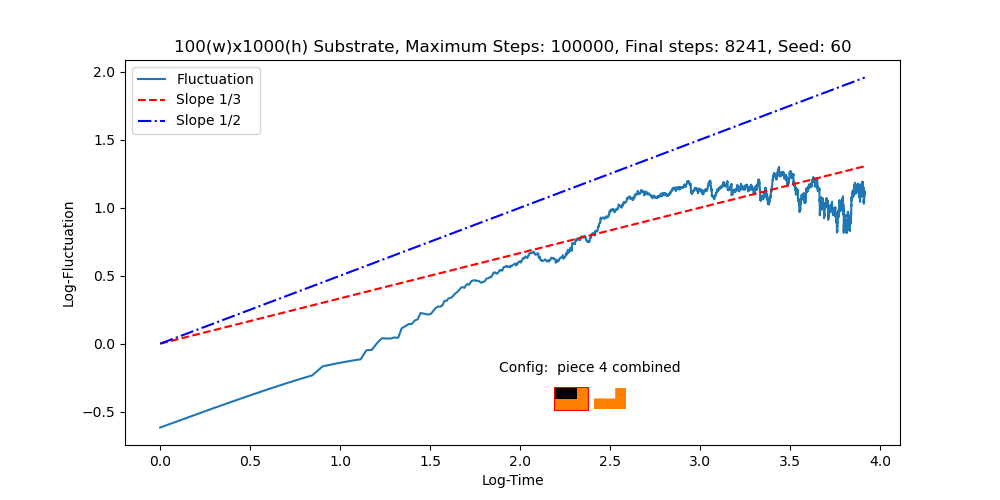 100(w)x1000(h) Substrate, Maximum Steps: 100000, Final steps: 8241, Seed: 60
Fluctuation
Slope 1/3
Slope 1/2
2.0
1.5
1.0
0.5
0.0
−0.5
Log-Fluctuation
Config:  piece 4 combined
0.0 0.5 1.0 1.5 2.0 2.5 3.0 3.5 4.0
Log-Time